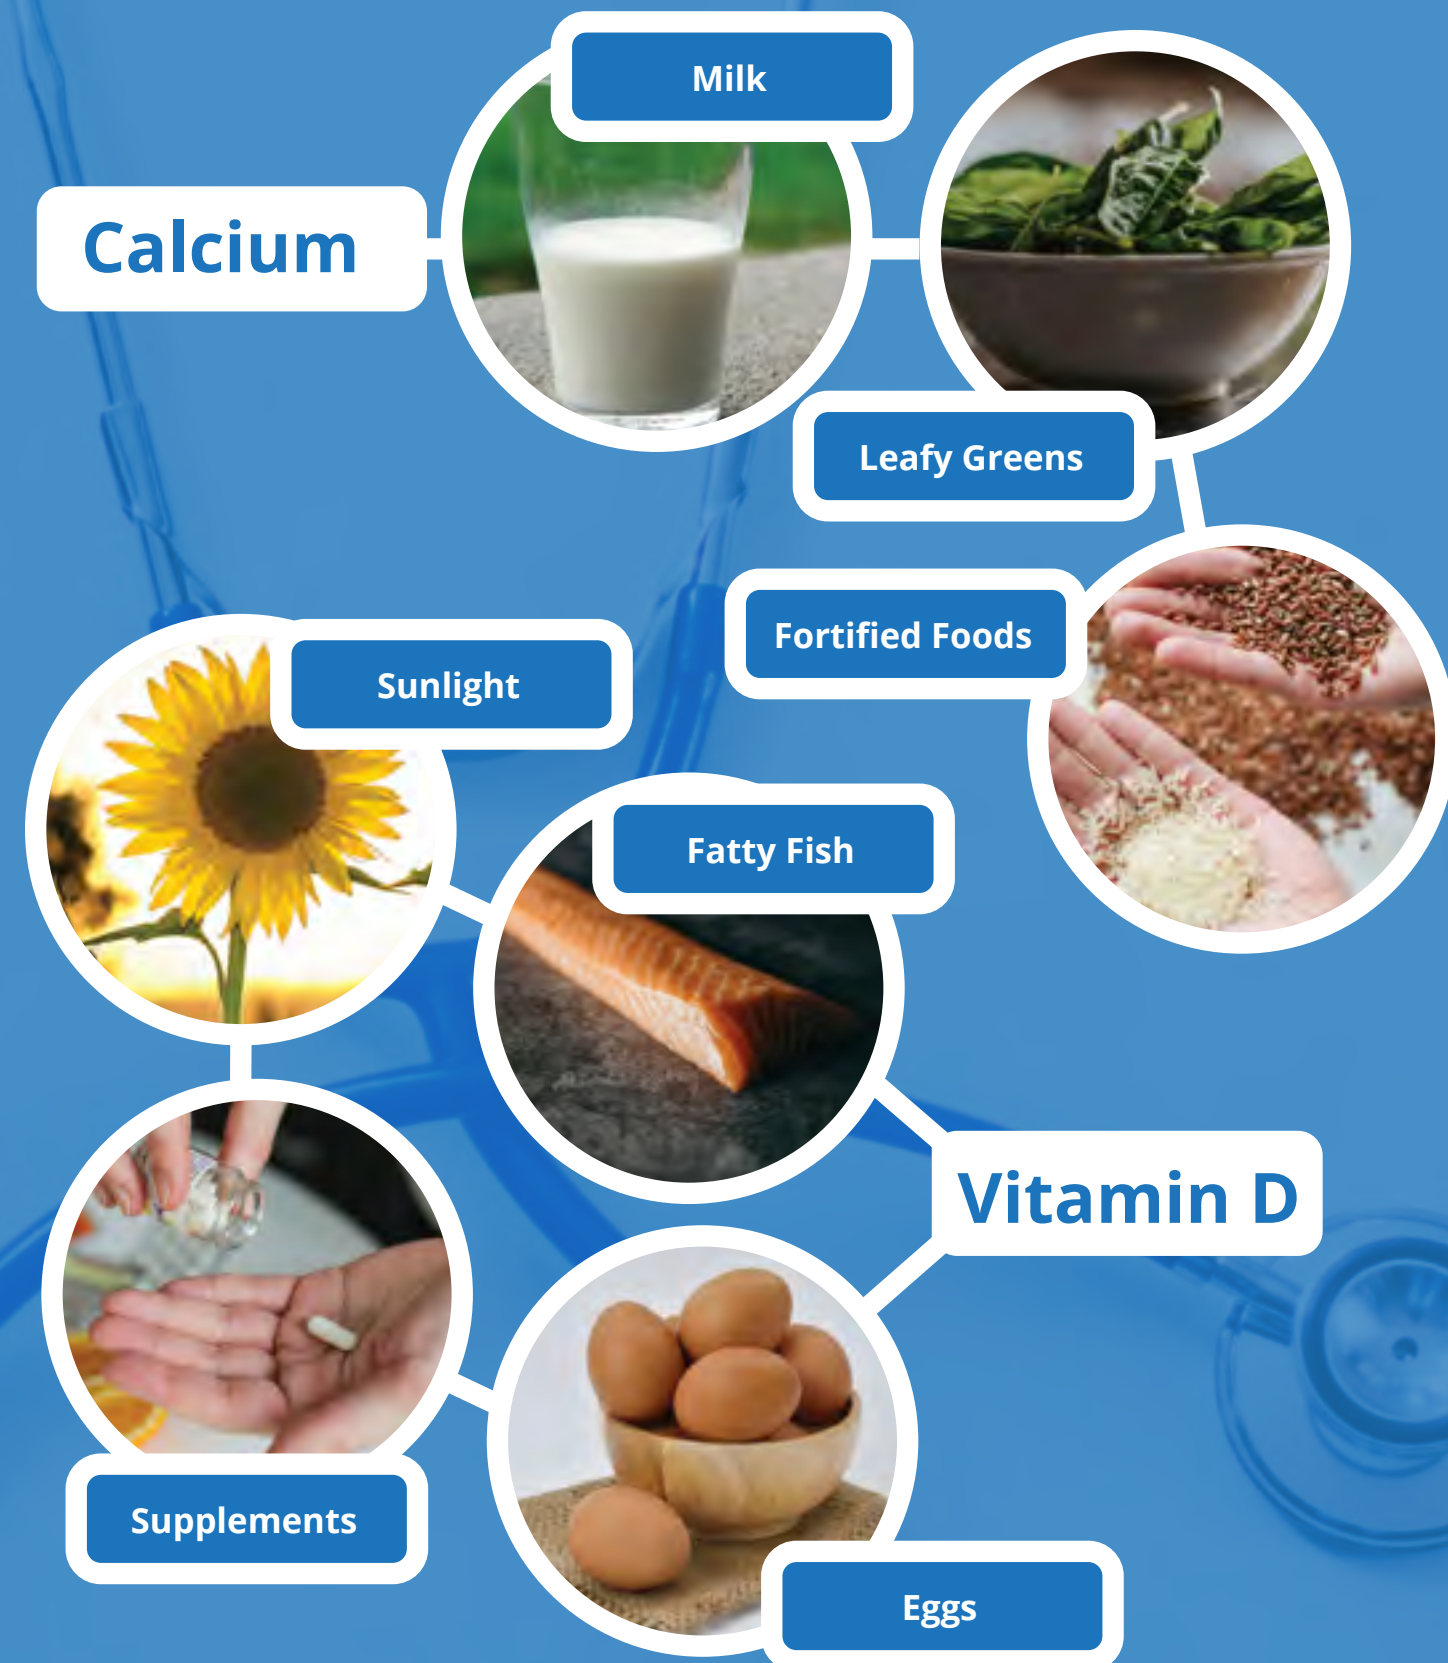 Milk
Calcium
Leafy Greens
Fortified Foods
Sunlight
Fatty Fish
Vitamin D
Supplements
Eggs